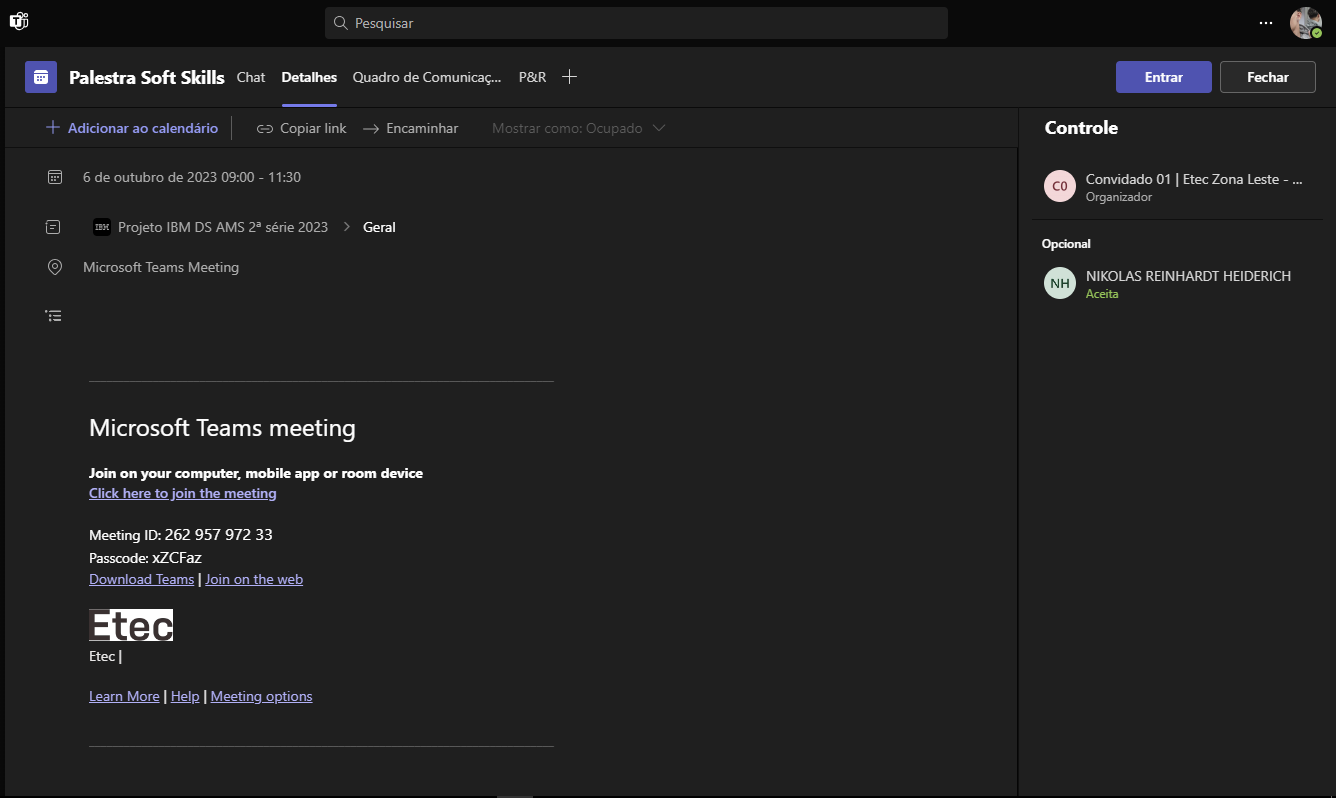 Pesquisar
Palestra Soft Skills Chat Detalhes Quadro de Comunicaç... P&R
Entrar Fechar
Adicionar ao calendário Copiar link Encaminhar Mostrar como: Ocupado
6 de outubro de 2023 09:00 - 11:30
IBM Projeto IBM DS AMS 2ª série 2023 > Geral
Microsoft Teams Meeting
Microsoft Teams meeting
Join on your computer, mobile app or room device
Click here to join the meeting
Meeting ID: 262 957 972 33
Passcode: xZCFaz
Download Teams | Join on the web
Etec
Etec |
Learn More | Help | Meeting options
Controle
C0 Convidado 01 | Etec Zona Leste - ...
Organizador
Opcional
NH NIKOLAS REINHARDT HEIDERICH
Aceita